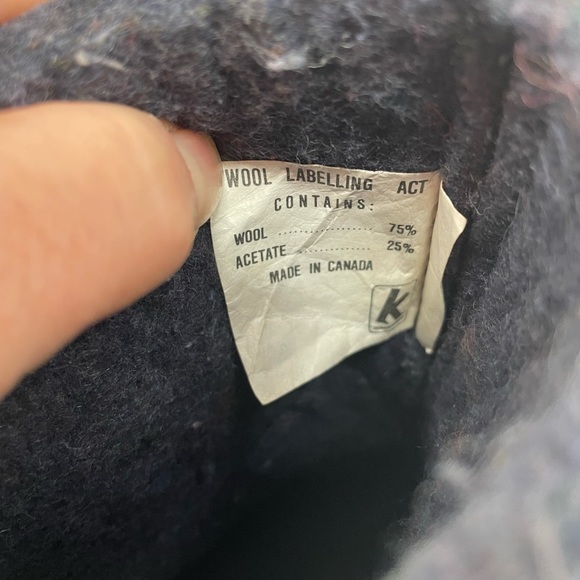 WOOL LABELLING ACT
CONTAINS:
WOOL .................... 75%
ACETATE .................... 25%
MADE IN CANADA
K